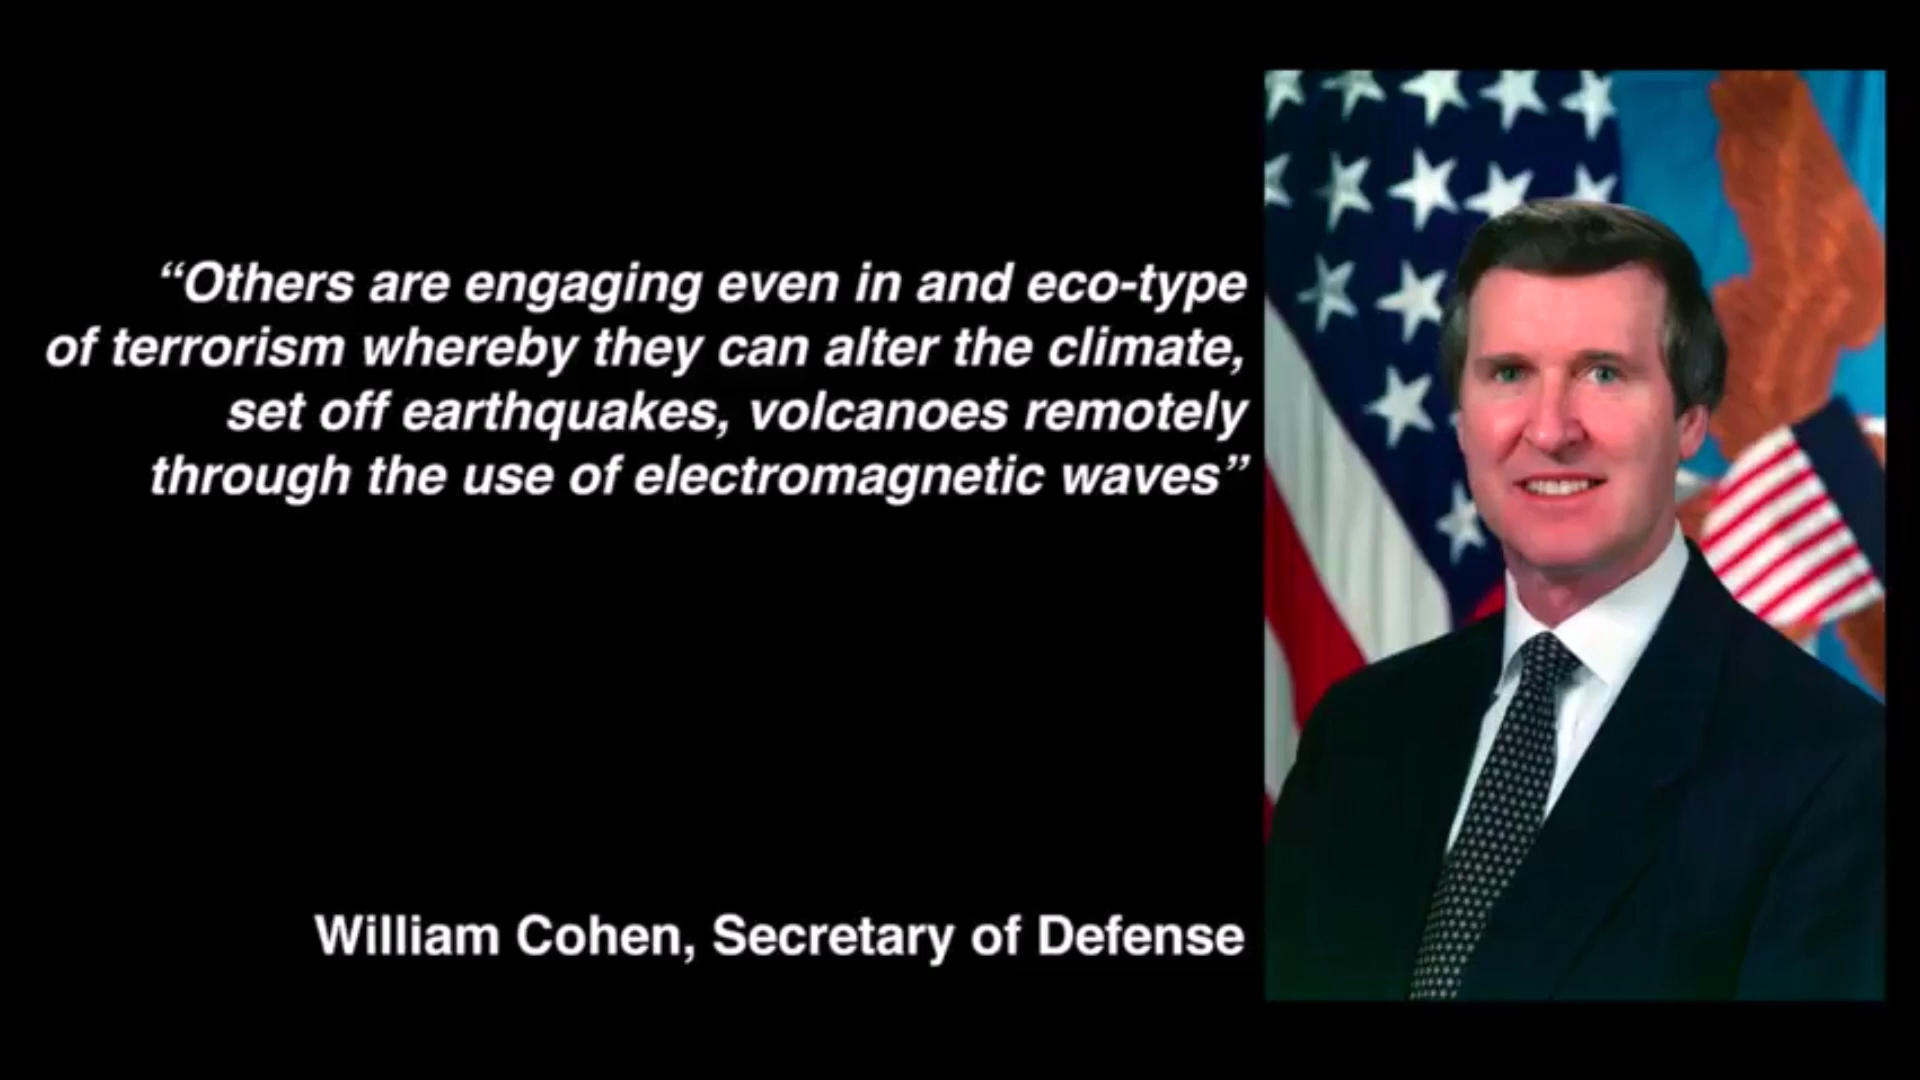 “Others are engaging even in and eco-type
of terrorism whereby they can alter the climate,
set off earthquakes, volcanoes remotely
through the use of electromagnetic waves”
William Cohen, Secretary of Defense